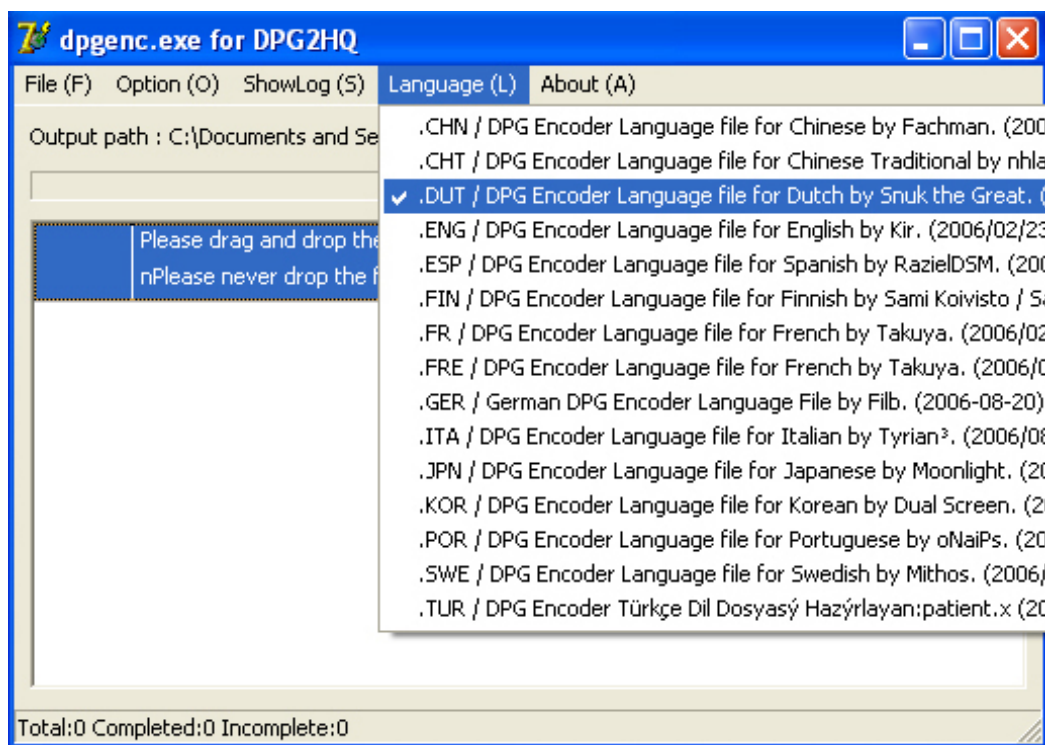 dpgenc.exe for DPG2HQ
File (F) Option (O) ShowLog (S) Language (L) About (A)
Output path : C:\Documents and Se
Please drag and drop the
nPlease never drop the f
.CHN / DPG Encoder Language file for Chinese by Fachman. (200
.CHT / DPG Encoder Language file for Chinese Traditional by nhla
.DUT / DPG Encoder Language file for Dutch by Snuk the Great. (
.ENG / DPG Encoder Language file for English by Kir. (2006/02/23
.ESP / DPG Encoder Language file for Spanish by RazielDSM. (200
.FIN / DPG Encoder Language file for Finnish by Sami Koivisto / Sa
.FR / DPG Encoder Language file for French by Takuya. (2006/02
.FRE / DPG Encoder Language file for French by Takuya. (2006/0
.GER / German DPG Encoder Language File by Filb. (2006-08-20)
.ITA / DPG Encoder Language file for Italian by Tyrian³. (2006/08
.JPN / DPG Encoder Language file for Japanese by Moonlight. (20
.KOR / DPG Encoder Language file for Korean by Dual Screen. (2
.POR / DPG Encoder Language file for Portuguese by oNaiPs. (20
.SWE / DPG Encoder Language file for Swedish by Mithos. (2006/
.TUR / DPG Encoder Türkçe Dil Dosyasý Hazýrlayan:patient.x (20
Total:0 Completed:0 Incomplete:0